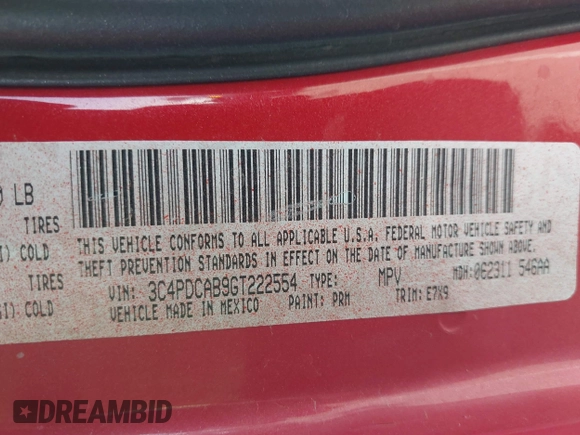 0 LB
TIRES
COLD
TIRES
SI) COLD
THIS VEHICLE CONFORMS TO ALL APPLICABLE U.S.A. FEDERAL MOTOR VEHICLE SAFETY AND
THEFT PREVENTION STANDARDS IN EFFECT ON THE DATE OF MANUFACTURE SHOWN ABOVE.
VIN: 3C4PDCAB9GT222554 TYPE: MPV MDH: 062311 546AA
VEHICLE MADE IN MEXICO PAINT: PRM TRIM: E7X9
DREAMBID